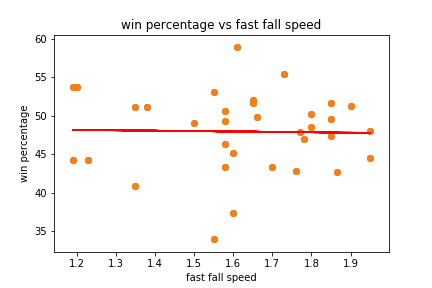 win percentage vs fast fall speed
60
55
50
45
40
35
win percentage
1.2 1.3 1.4 1.5 1.6 1.7 1.8 1.9
fast fall speed